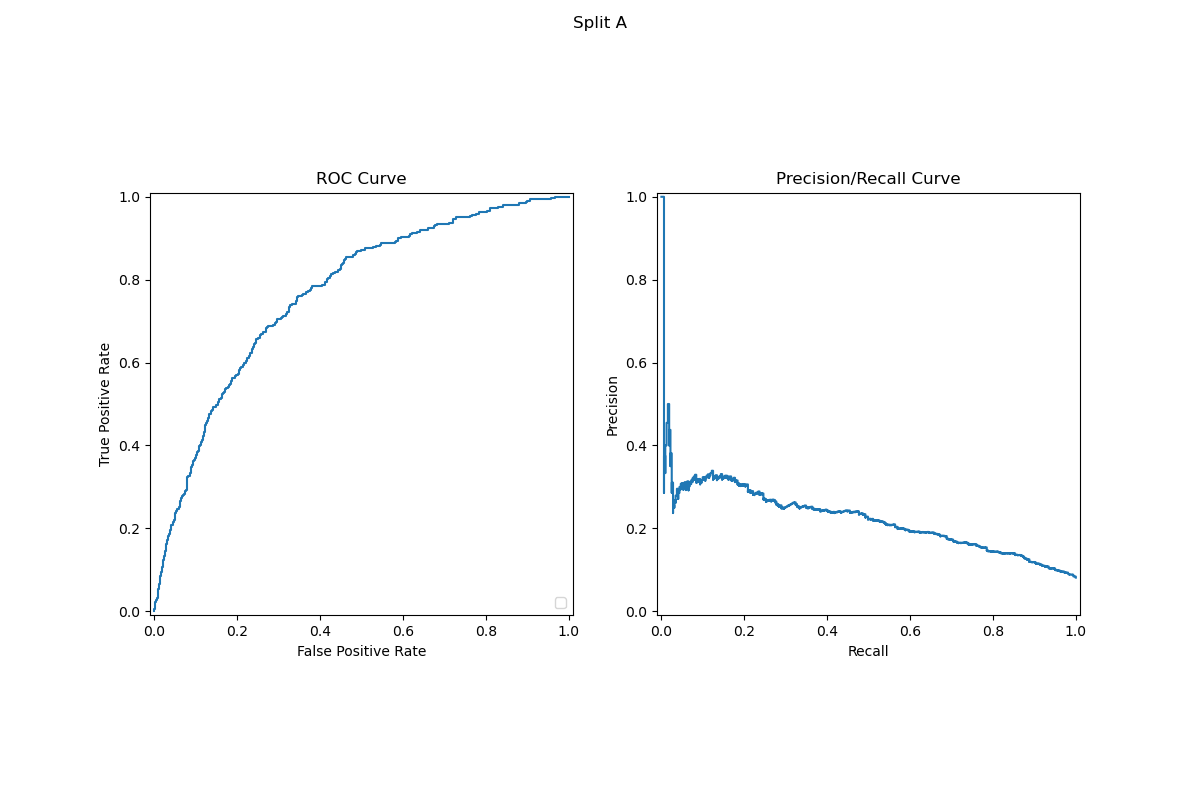 Split A
ROC Curve
True Positive Rate
1.0
0.8
0.6
0.4
0.2
0.0
0.0 0.2 0.4 0.6 0.8 1.0
False Positive Rate
Precision/Recall Curve
Precision
1.0
0.8
0.6
0.4
0.2
0.0
0.0 0.2 0.4 0.6 0.8 1.0
Recall